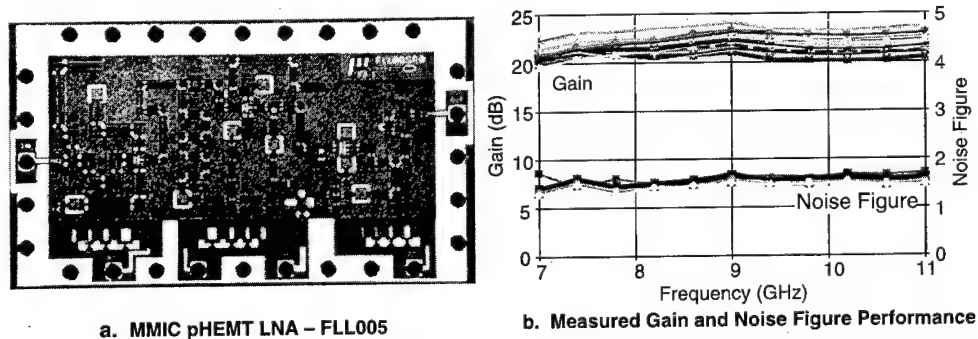 a. MMIC pHEMT LNA – FLL005
25
20
15
10
5
0
Gain (dB)
Gain
Noise Figure
7
8
9
10
11
Frequency (GHz)
5
4
3
2
1
0
Noise Figure
b. Measured Gain and Noise Figure Performance